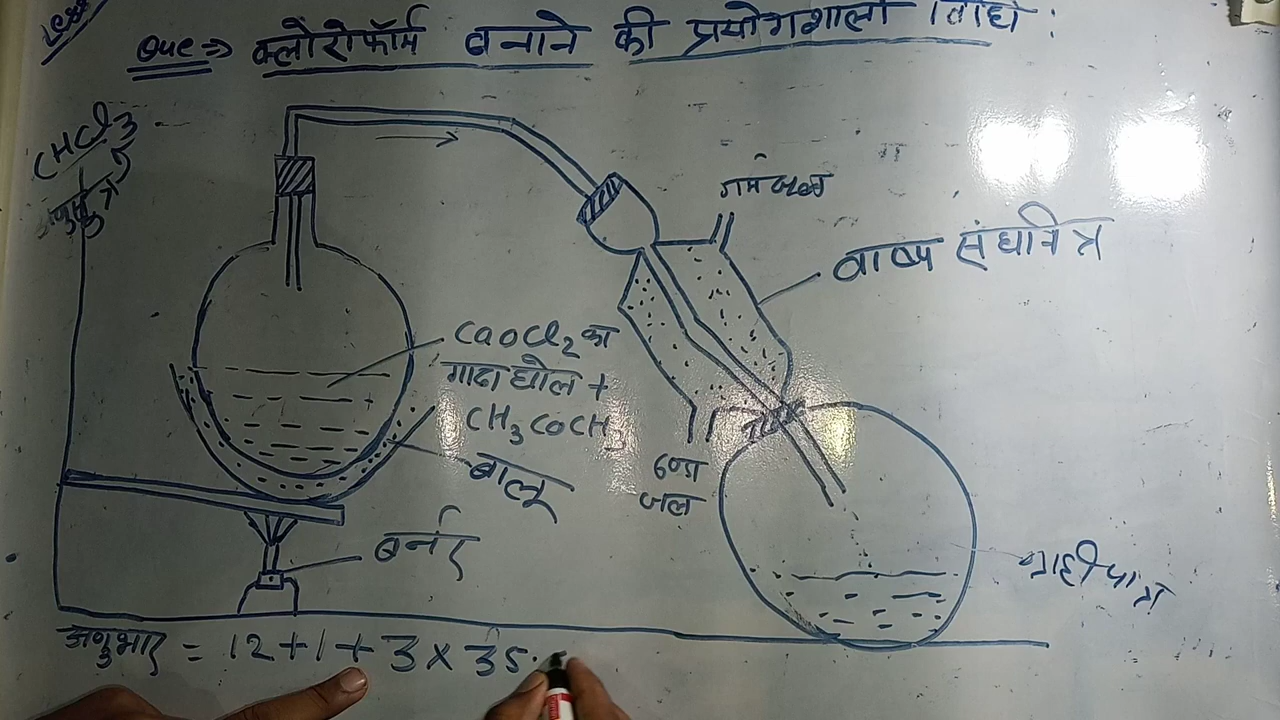 Que ⇒ क्लोरोफॉर्म बनाने की प्रयोगशाला विधि :
CHCl3
गर्म जल
वाष्प संघनित्र
CaOCl2 का
गाढा घोल +
CH3COCH3
बालू
ठण्डा
जल
बर्नर
ग्राही पात्र
अणुभार = 12+1+3×35.